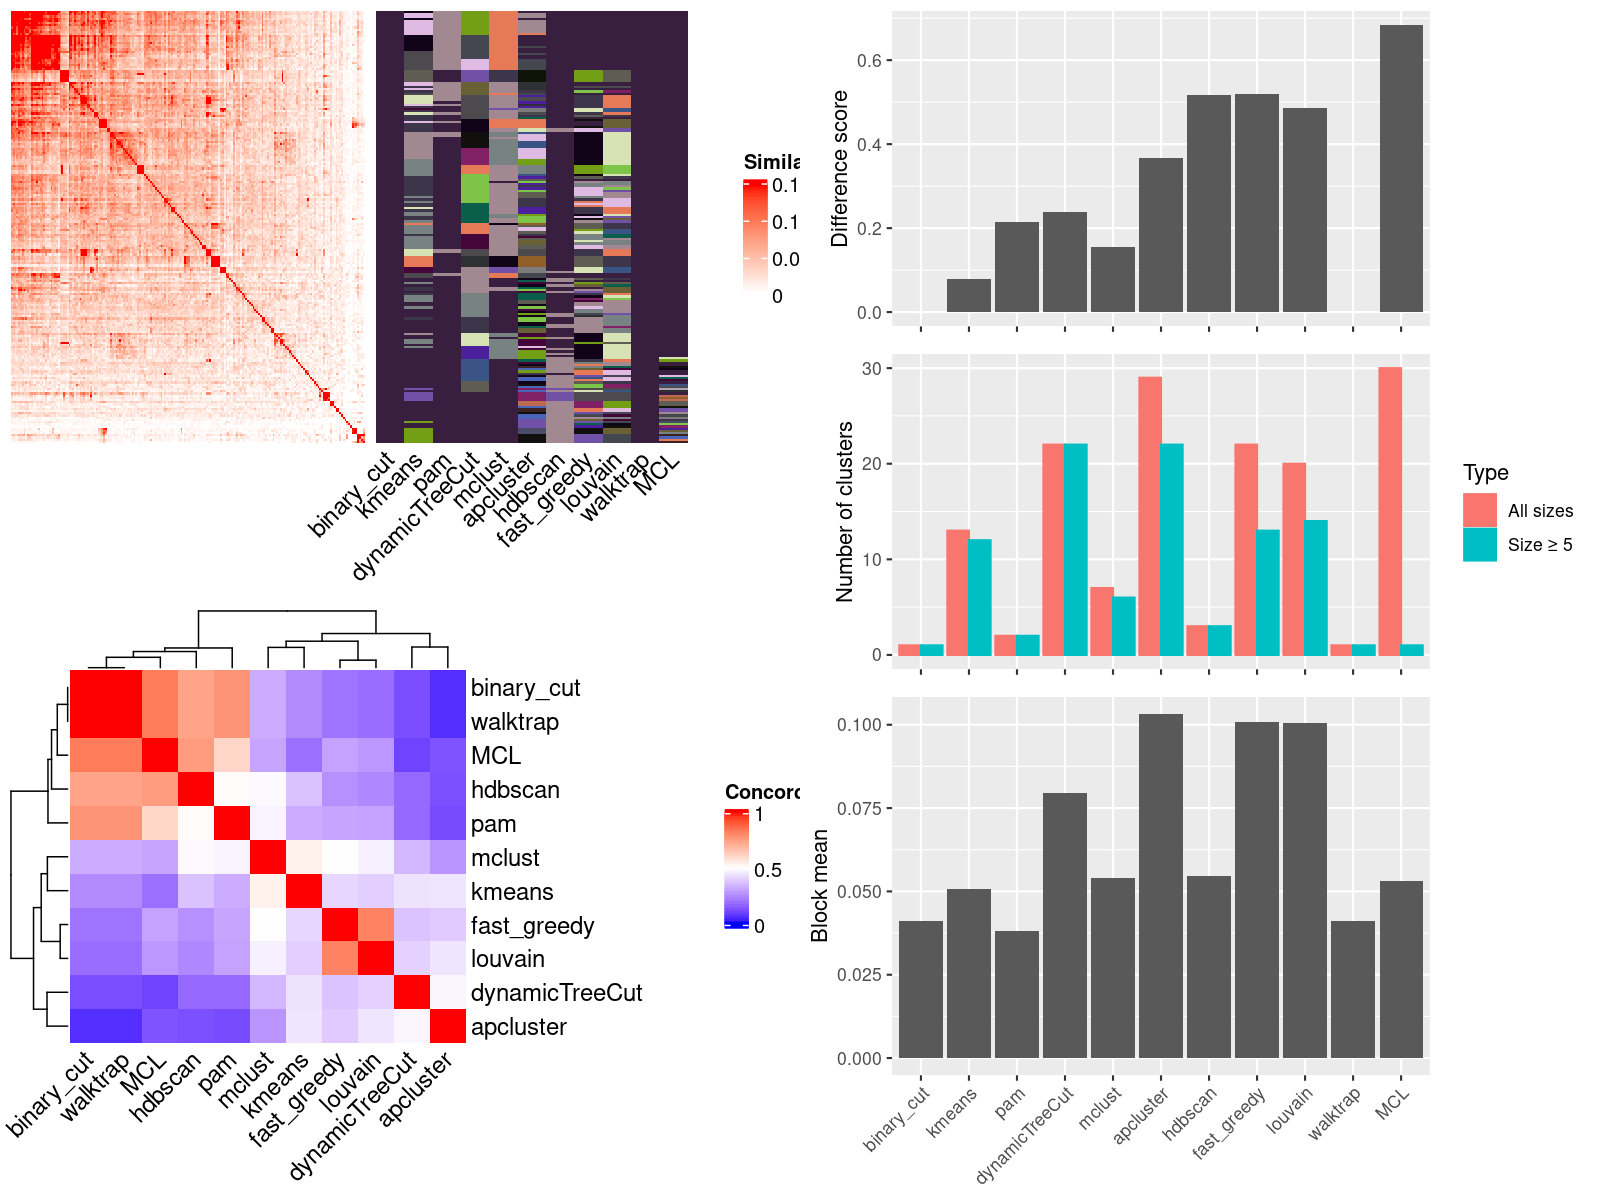 Simila
0.1
0.1
0.0
0
binary_cut
kmeans
pam
dynamicTreeCut
mclust
apcluster
hdbscan
fast_greedy
louvain
walktrap
MCL
binary_cut
walktrap
MCL
hdbscan
pam
mclust
kmeans
fast_greedy
louvain
dynamicTreeCut
apcluster
binary_cut
walktrap
MCL
hdbscan
pam
mclust
kmeans
fast_greedy
louvain
dynamicTreeCut
apcluster
Concord
1
0.5
0
Difference score
0.6
0.4
0.2
0.0
Number of clusters
30
20
10
0
Type
All sizes
Size ≥ 5
Block mean
0.100
0.075
0.050
0.025
0.000
binary_cut
kmeans
pam
dynamicTreeCut
mclust
apcluster
hdbscan
fast_greedy
louvain
walktrap
MCL